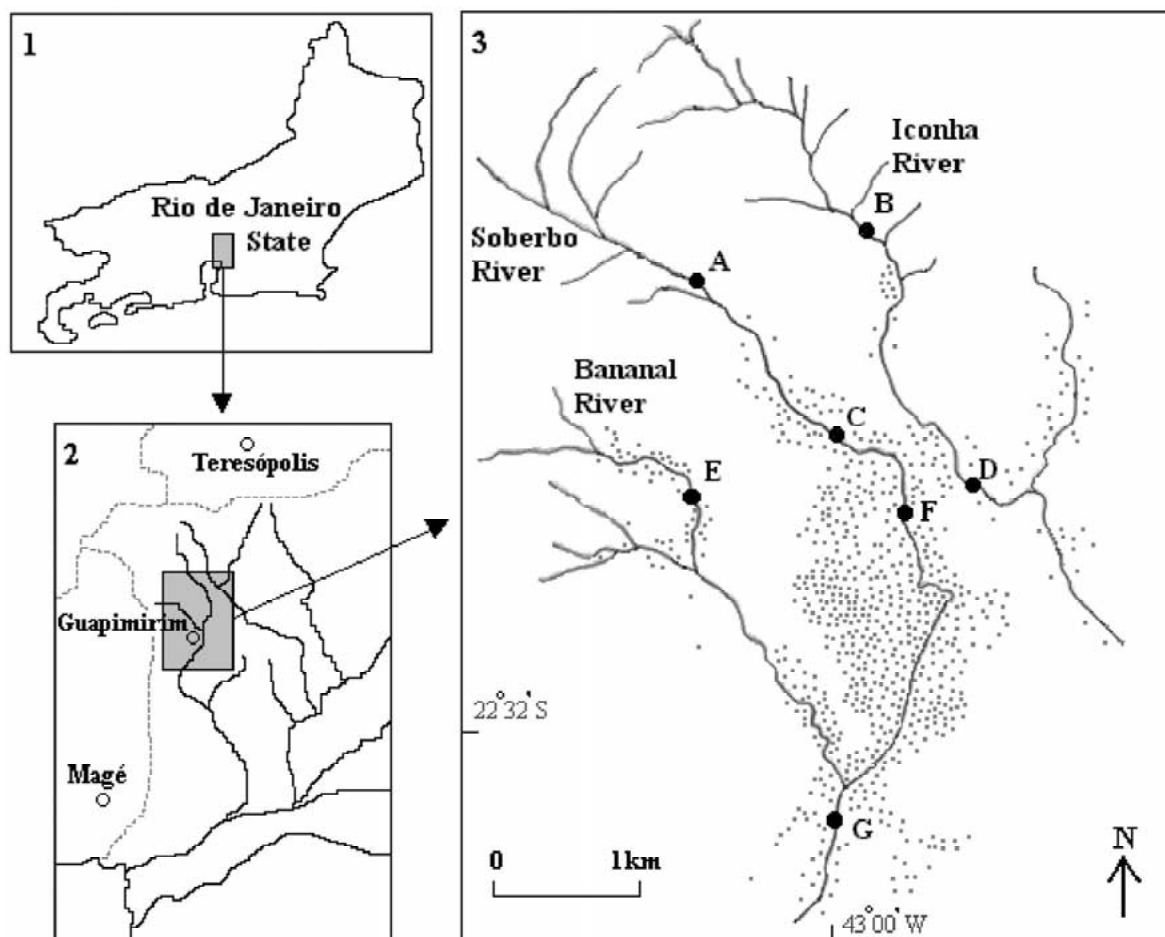 1
Rio de Janeiro
State
2
Teresópolis
Guapimirim
Magé
3
Iconha
River
B
Soberbo
River
A
Bananal
River
C
E
D
F
22°32'S
G
0 1km
N
43°00'W